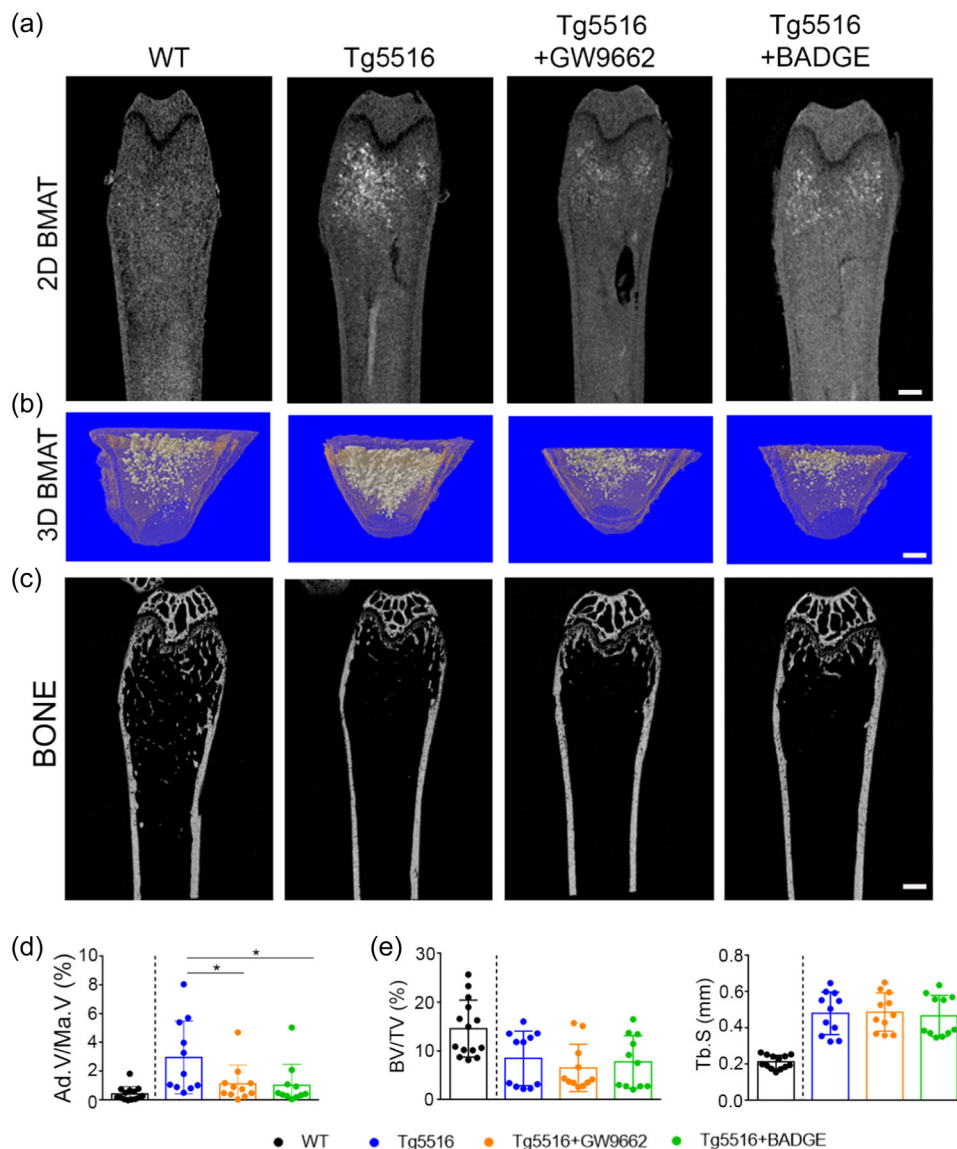 (a)
WT
Tg5516
Tg5516
+GW9662
Tg5516
+BADGE
2D BMAT
(b)
3D BMAT
(c)
BONE
(d)
Ad.V/Ma.V (%)
10
8
6
4
2
0
*
*
(e)
BV/TV (%)
30
20
10
0
Tb.S (mm)
0.8
0.6
0.4
0.2
0.0
WT
Tg5516
Tg5516+GW9662
Tg5516+BADGE